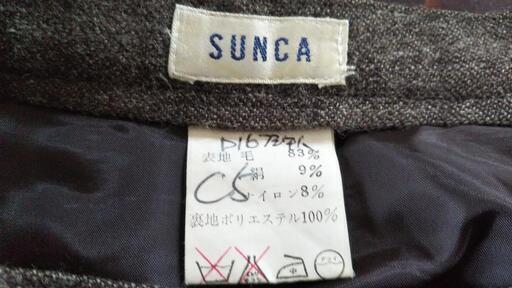 SUNCA
表地 毛 83%
絹 9%
ナイロン 8%
裏地ポリエステル100%